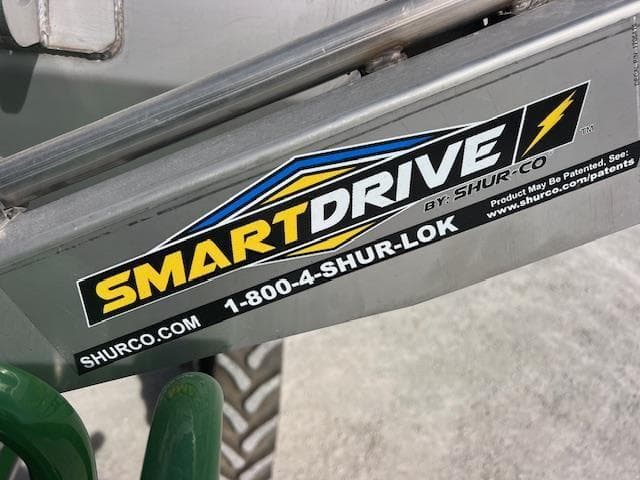 SMARTDRIVE
™
BY: SHUR-CO
SHURCO.COM 1-800-4-SHUR-LOK
Product May Be Patented, See:
www.shurco.com/patents